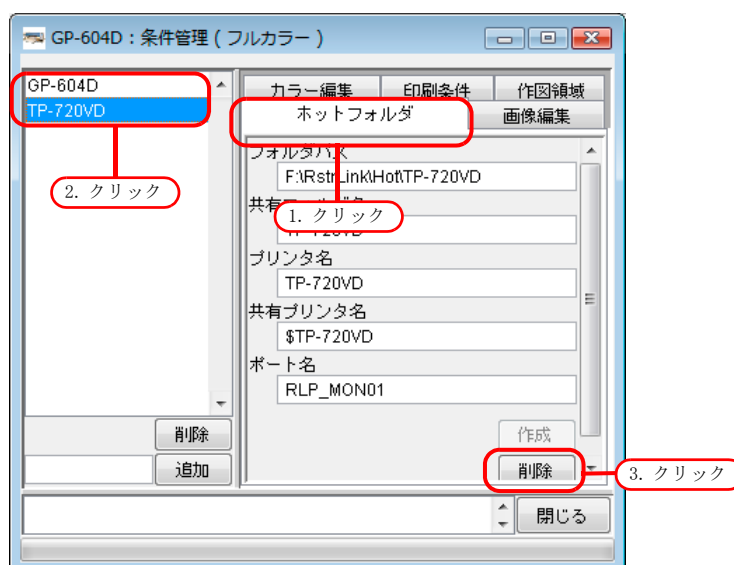 GP-604D：条件管理 ( フルカラー )
GP-604D
TP-720VD
カラー編集 印刷条件 作図領域
ホットフォルダ 画像編集
フォルダパス
F:\RstrLink\Hot\TP-720VD
2. クリック
1. クリック
プリンタ名
TP-720VD
共有プリンタ名
$TP-720VD
ポート名
RLP_MON01
削除 作成
追加 削除
3. クリック
閉じる